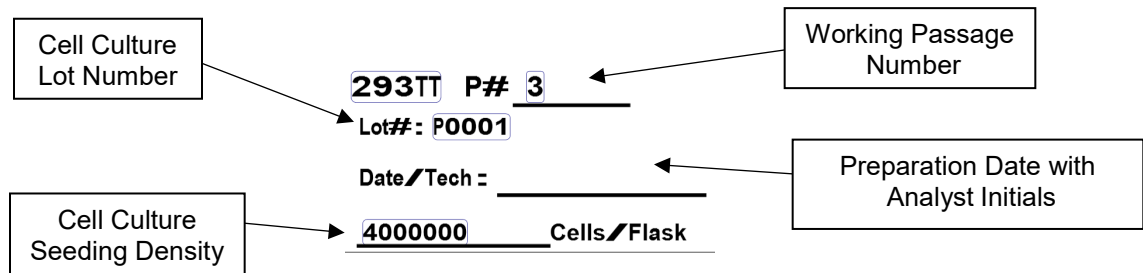 Cell Culture
Lot Number
Working Passage
Number
293TT P# 3
Lot#: P0001
Date/Tech:
Preparation Date with
Analyst Initials
Cell Culture
Seeding Density
4000000 Cells/Flask